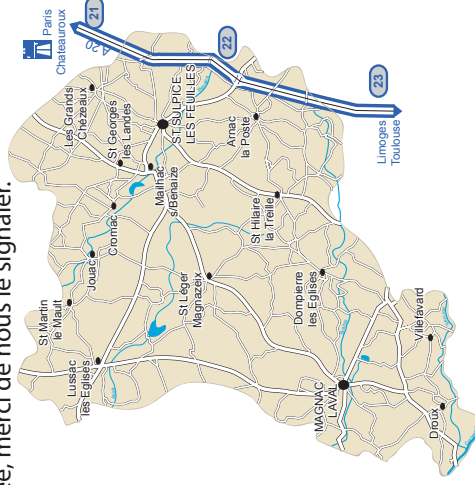 ée, merci de nous le signaler.
Paris
Chateauroux
A 20
21
22
23
Limoges
Toulouse
Les Grands
Chézeaux
St Georges
les Landes
ST SULPICE
LES FEUILLES
Mailhac
s/Benaize
Cromac
Jouac
St Martin
le Mault
Lussac
les Eglises
Arnac
la Poste
St Hilaire
la Treille
St Léger
Magnazeix
Dompierre
les Eglises
MAGNAC
LAVAL
Villefavard
Droux